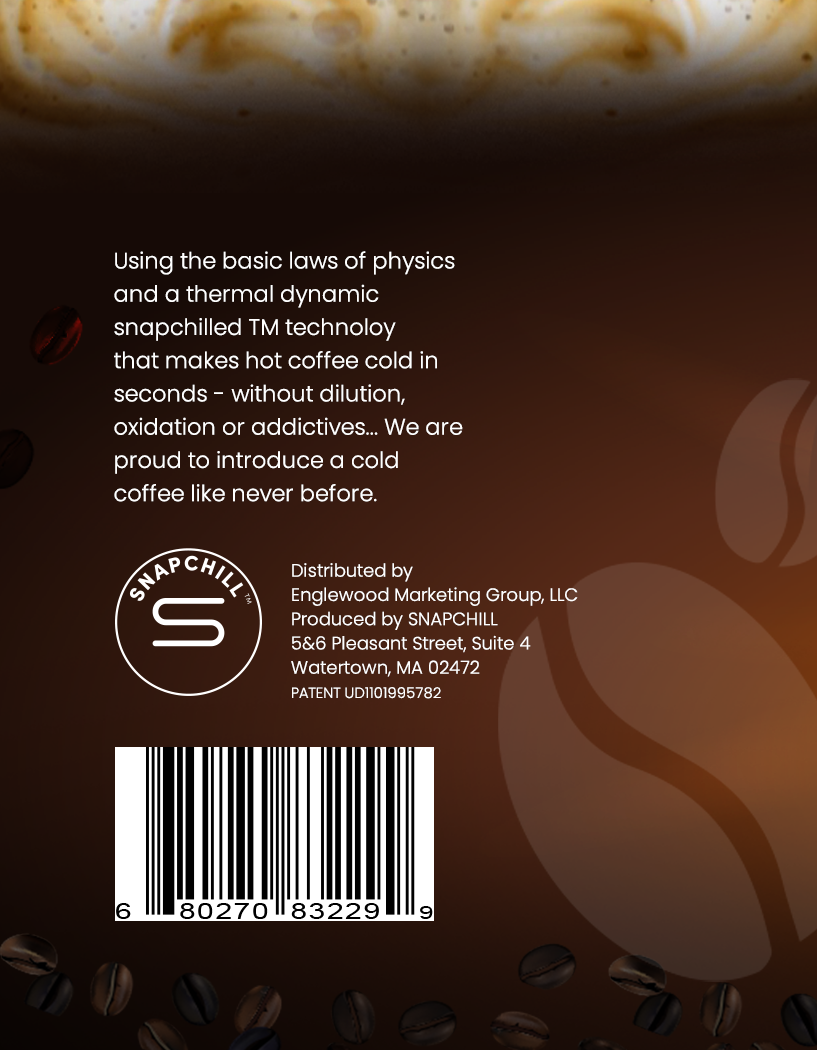 Using the basic laws of physics
and a thermal dynamic
snapchilled TM technoloy
that makes hot coffee cold in
seconds - without dilution,
oxidation or addictives... We are
proud to introduce a cold
coffee like never before.
SNAPCHILL TM
Distributed by
Englewood Marketing Group, LLC
Produced by SNAPCHILL
5&6 Pleasant Street, Suite 4
Watertown, MA 02472
PATENT UD1101995782
6 80270 83229 9